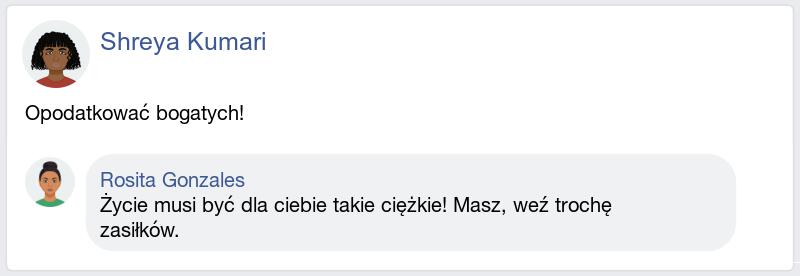 Shreya Kumari
Opodatkować bogatych!
Rosita Gonzales
Życie musi być dla ciebie takie ciężkie! Masz, weź trochę
zasiłków.